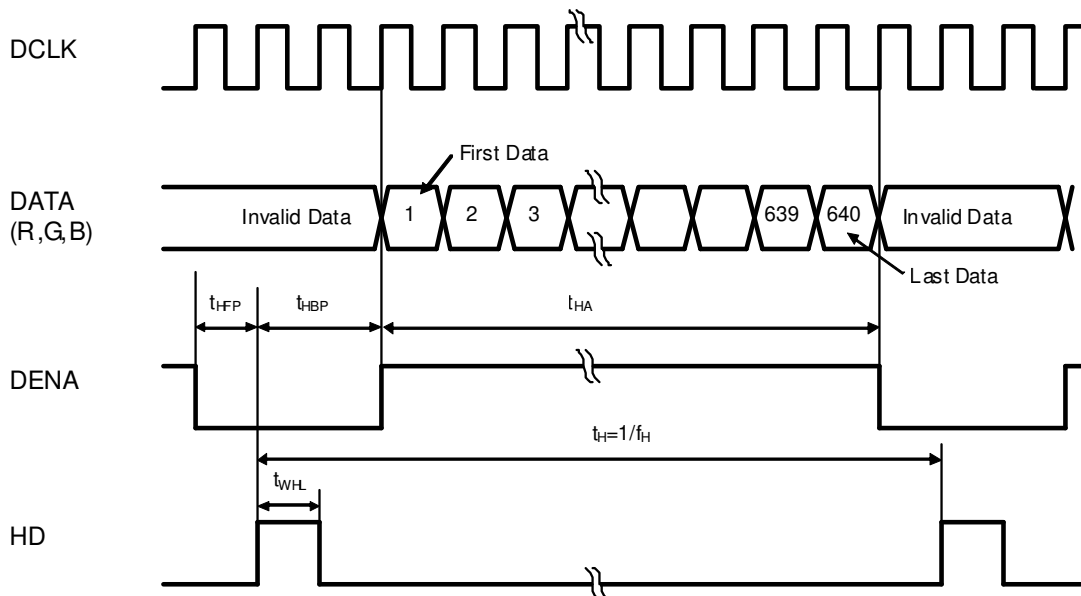 DCLK
First Data
DATA
(R,G,B)
Invalid Data 1 2 3 639 640 Invalid Data
Last Data
tHFP tHBP tHA
DENA
tH=1/fH
tWHL
HD